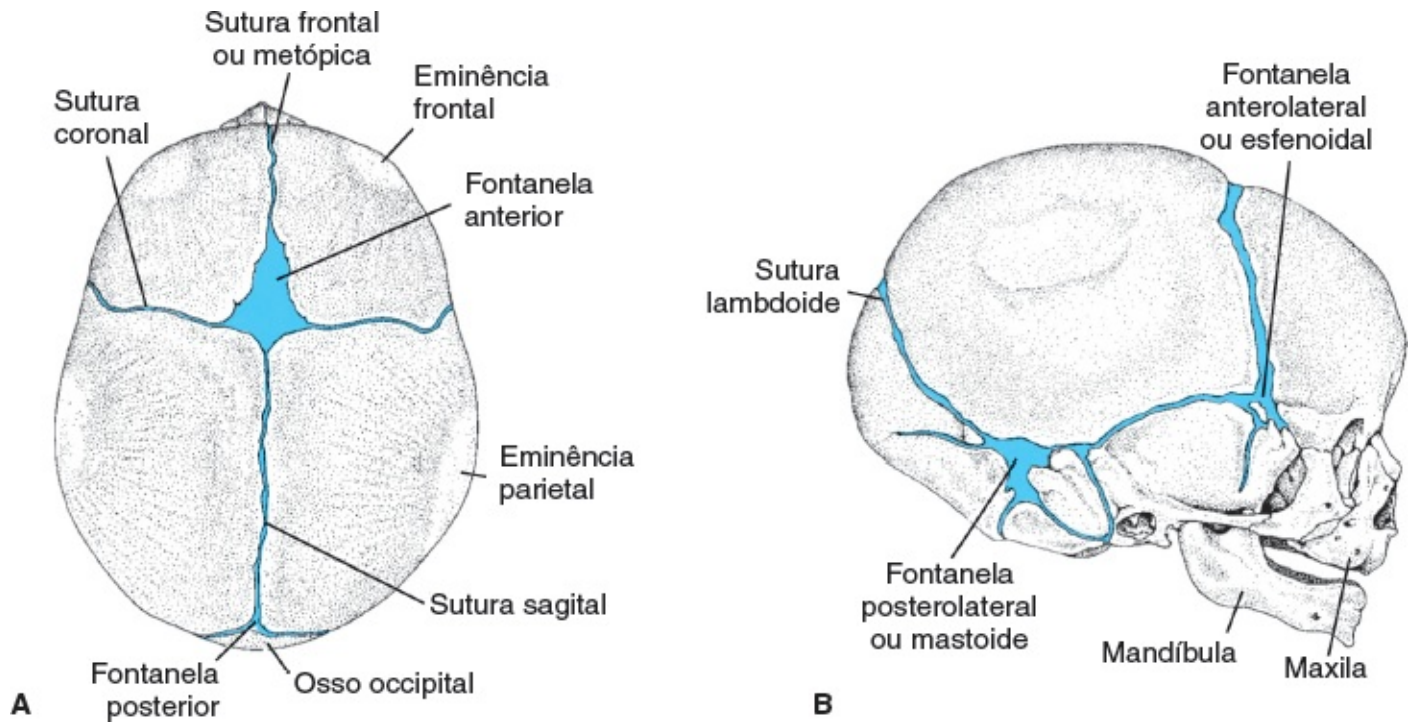 Sutura frontal
ou metópica
Eminência
frontal
Sutura
coronal
Fontanela
anterior
Eminência
parietal
Sutura sagital
Fontanela
posterior
Osso occipital
A
Fontanela
anterolateral
ou esfenoidal
Sutura
lambdoide
Fontanela
posterolateral
ou mastoide
Mandíbula
Maxila
B